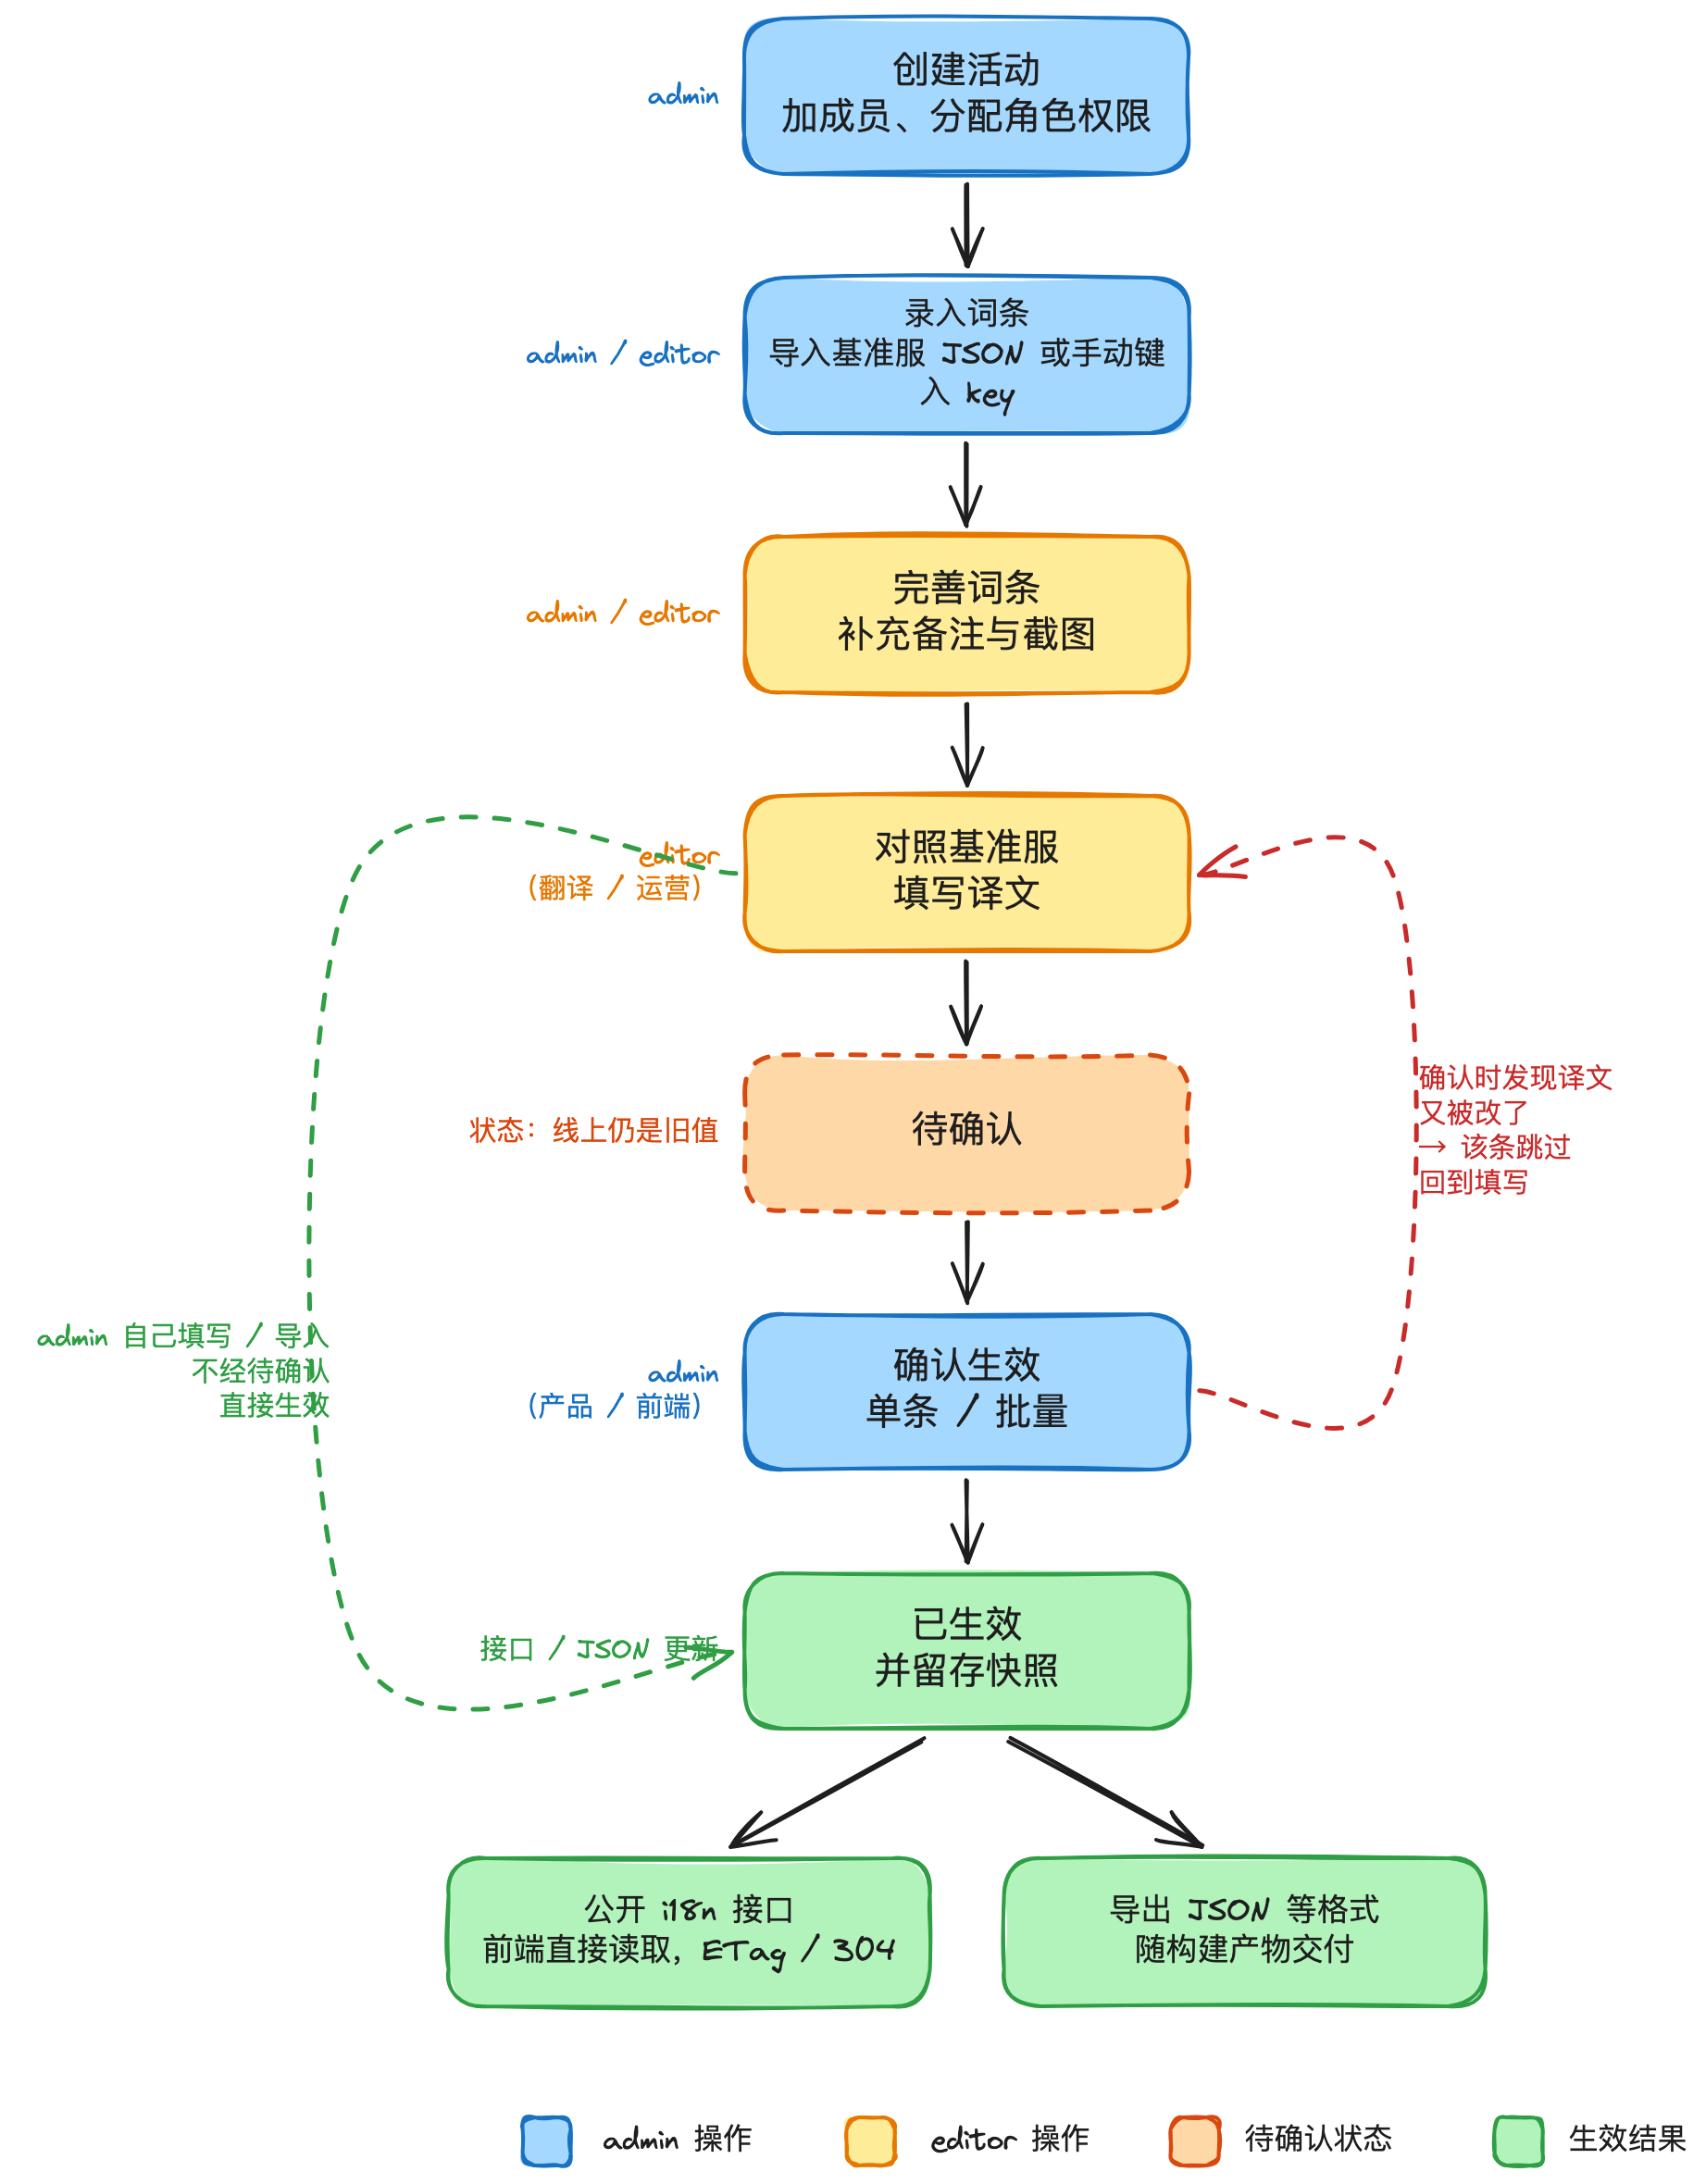 admin
创建活动
加成员、分配角色权限
admin / editor
录入词条
导入基准服 JSON 或手动键
入 key
admin / editor
完善词条
补充备注与截图
editor
(翻译 / 运营)
对照基准服
填写译文
状态：线上仍是旧值
待确认
确认时发现译文
又被改了
→ 该条跳过
回到填写
admin 自己填写 / 导入
不经待确认
直接生效
admin
(产品 / 前端)
确认生效
单条 / 批量
接口 / JSON 更新
已生效
并留存快照
公开 i18n 接口
前端直接读取，ETag / 304
导出 JSON 等格式
随构建产物交付
admin 操作
editor 操作
待确认状态
生效结果